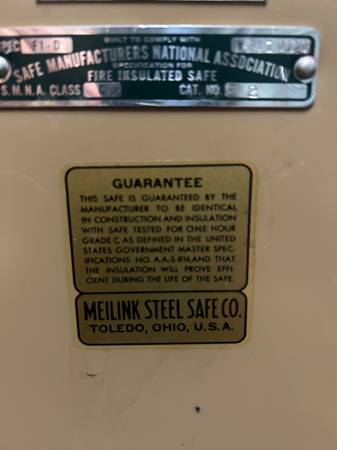 BUILT TO COMPLY WITH
SPEC F1-D
SAFE MANUFACTURERS NATIONAL ASSOCIATION
SPECIFICATION FOR
FIRE INSULATED SAFE
S.M.N.A. CLASS
CAT. NO.
GUARANTEE
THIS SAFE IS GUARANTEED BY THE
MANUFACTURER TO BE IDENTICAL
IN CONSTRUCTION AND INSULATION
WITH SAFE TESTED FOR ONE HOUR
GRADE C, AS DEFINED IN THE UNITED
STATES GOVERNMENT MASTER SPEC-
IFICATIONS NO. AA.S-814, AND THAT
THE INSULATION WILL PROVE EFFI-
CIENT DURING THE LIFE OF THE SAFE.
MEILINK STEEL SAFE CO.
TOLEDO, OHIO, U.S.A.